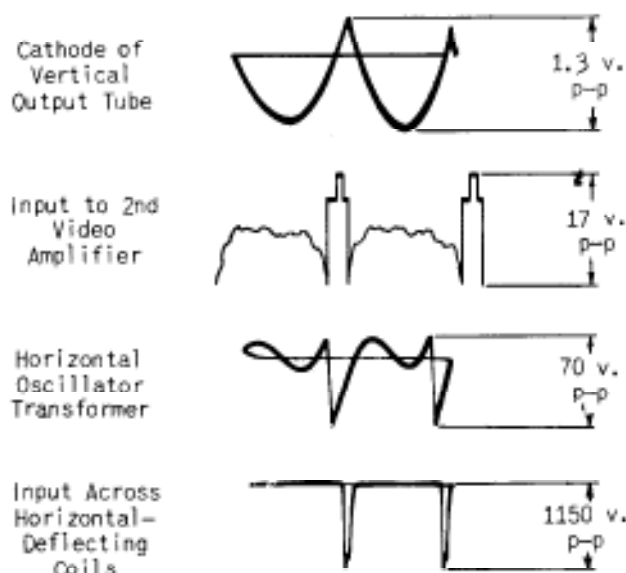 Cathode of
Vertical
Output Tube
1.3 v.
p-p
Input to 2nd
Video
Amplifier
17 v.
p-p
Horizontal
Oscillator
Transformer
70 v.
p-p
Input Across
Horizontal-
Deflecting
Coils
1150 v.
p-p